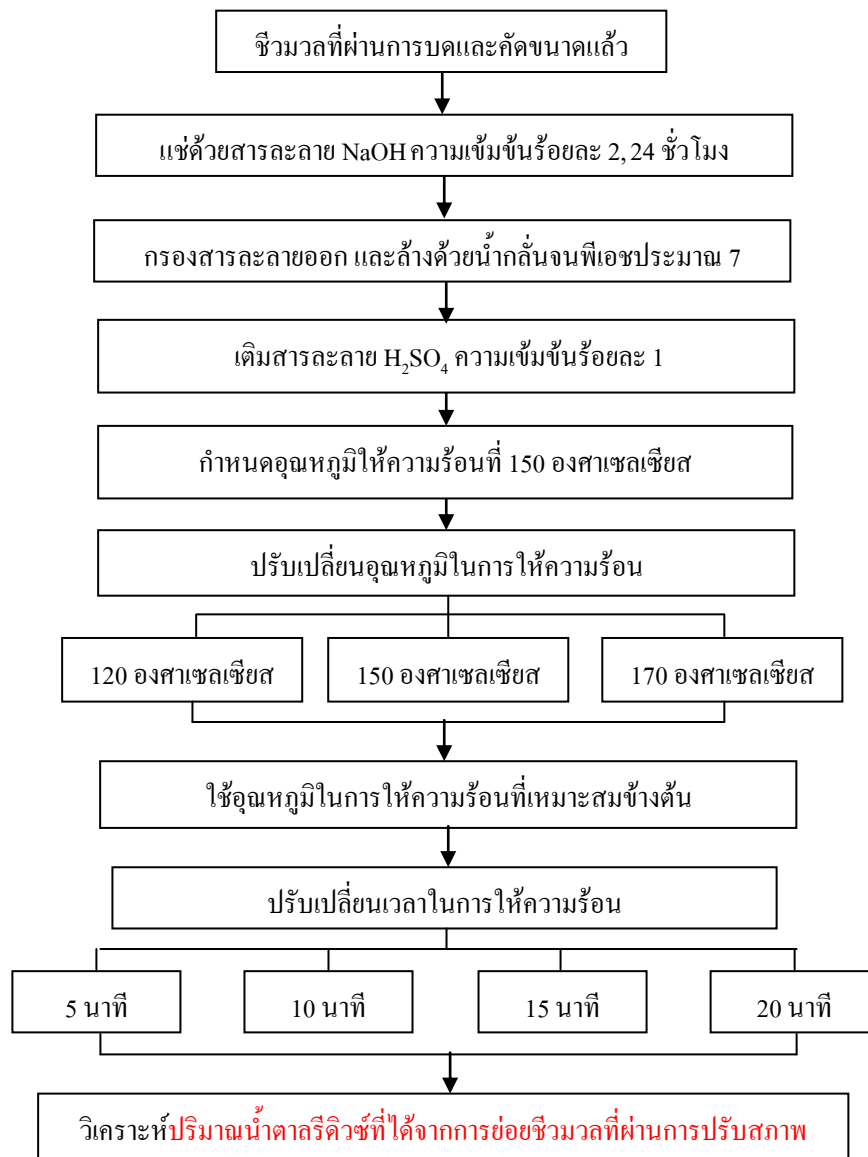 ชีวมวลที่ผ่านการบดและคัดขนาดแล้ว
แช่ด้วยสารละลาย NaOH ความเข้มข้นร้อยละ 2, 24 ชั่วโมง
กรองสารละลายออก และล้างด้วยน้ำกลั่นจนพีเอชประมาณ 7
เติมสารละลาย H₂SO₄ ความเข้มข้นร้อยละ 1
กำหนดอุณหภูมิให้ความร้อนที่ 150 องศาเซลเซียส
ปรับเปลี่ยนอุณหภูมิในการให้ความร้อน
120 องศาเซลเซียส
150 องศาเซลเซียส
170 องศาเซลเซียส
ใช้อุณหภูมิในการให้ความร้อนที่เหมาะสมข้างต้น
ปรับเปลี่ยนเวลาในการให้ความร้อน
5 นาที
10 นาที
15 นาที
20 นาที
วิเคราะห์ปริมาณน้ำตาลรีดิวซ์ที่ได้จากการย่อยชีวมวลที่ผ่านการปรับสภาพ